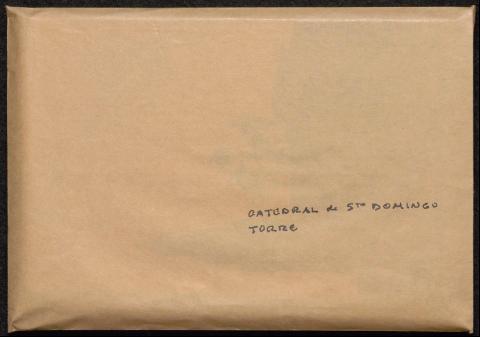 CATEDRAL de STO DOMINGO
TORRE